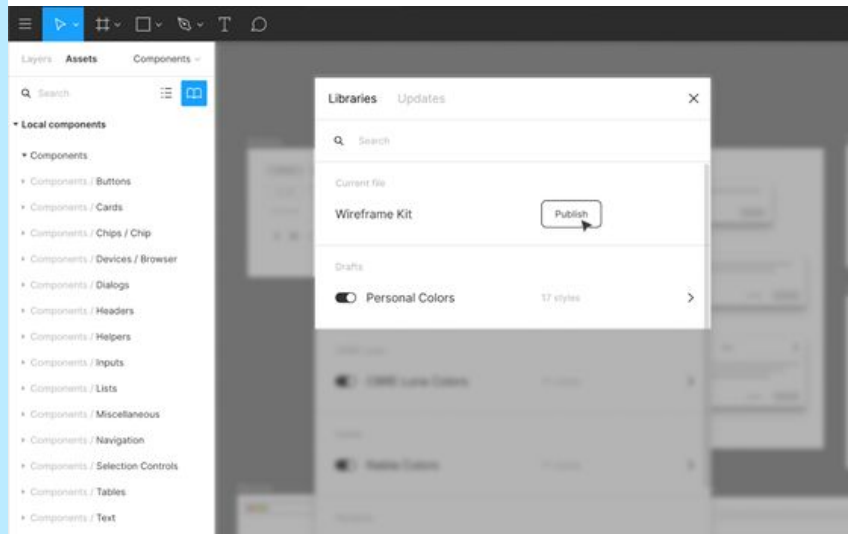 Layers Assets Components
Search
Local components
Components
Components / Buttons
Components / Cards
Components / Chips / Chip
Components / Devices / Browser
Components / Dialogs
Components / Headers
Components / Helpers
Components / Inputs
Components / Lists
Components / Miscellaneous
Components / Navigation
Components / Selection Controls
Components / Tables
Components / Text
Libraries Updates
Search
Current file
Wireframe Kit Publish
Drafts
Personal Colors 17 styles
Colors
Colors